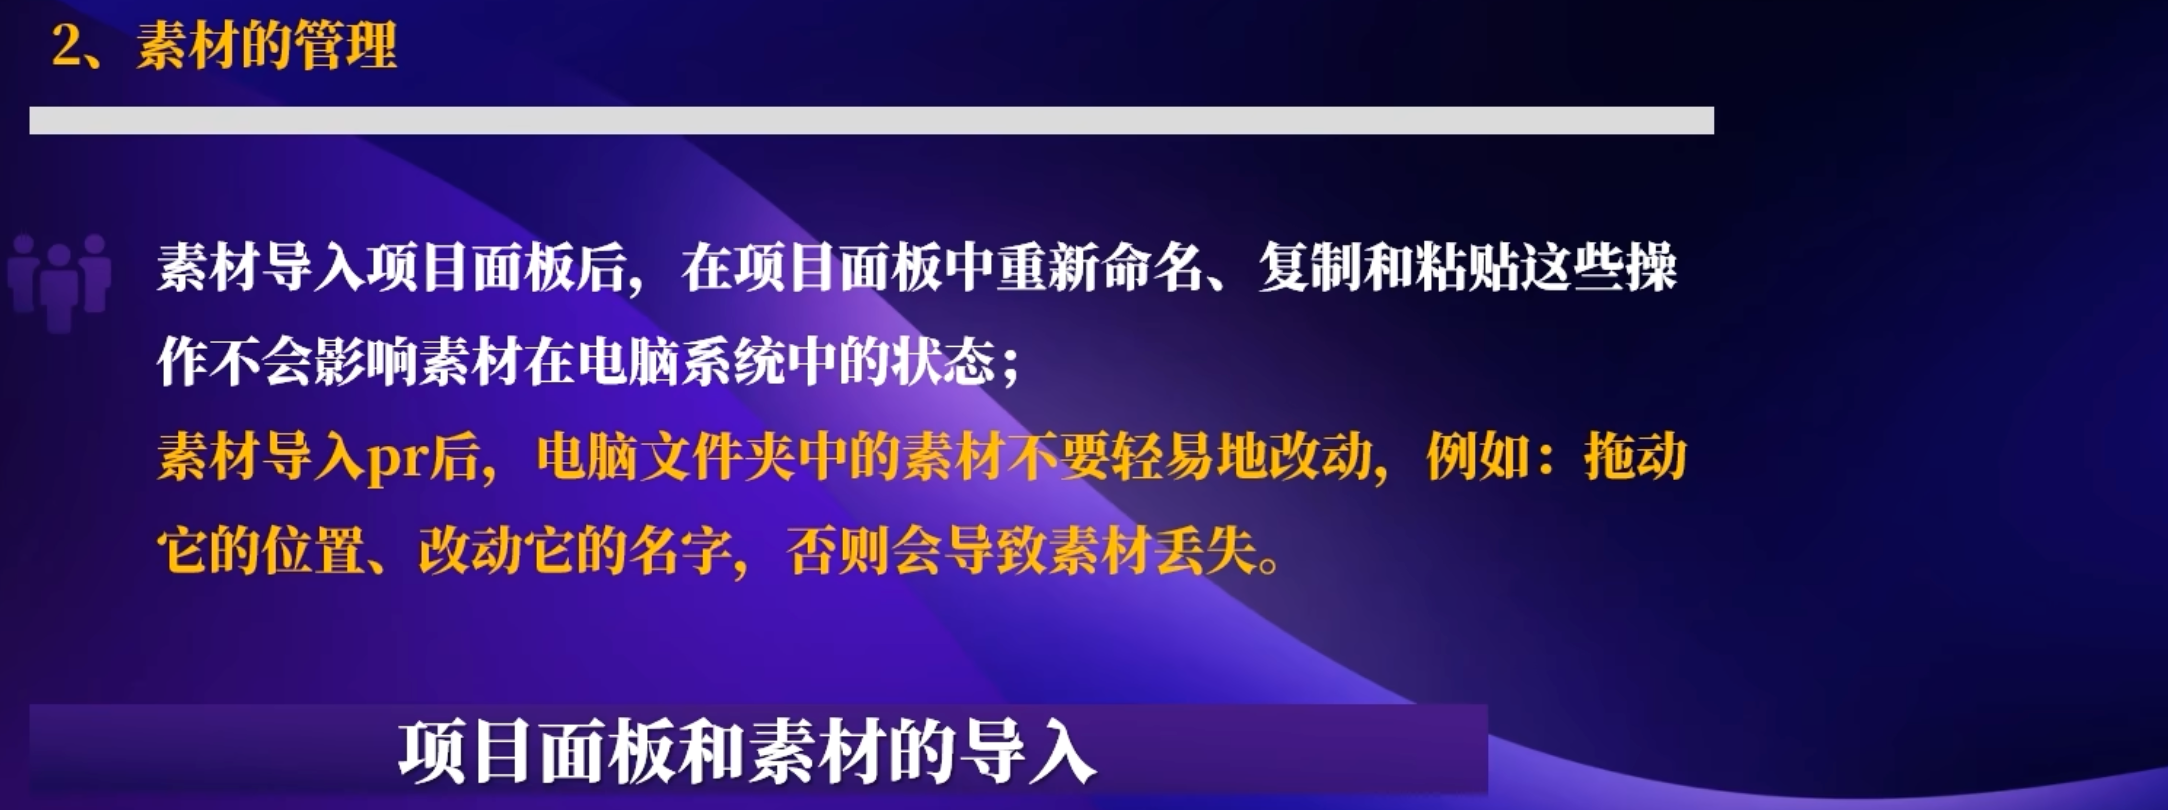 2、素材的管理
素材导入项目面板后，在项目面板中重新命名、复制和粘贴这些操
作不会影响素材在电脑系统中的状态；
素材导入pr后，电脑文件夹中的素材不要轻易地改动，例如：拖动
它的位置、改动它的名字，否则会导致素材丢失。
项目面板和素材的导入